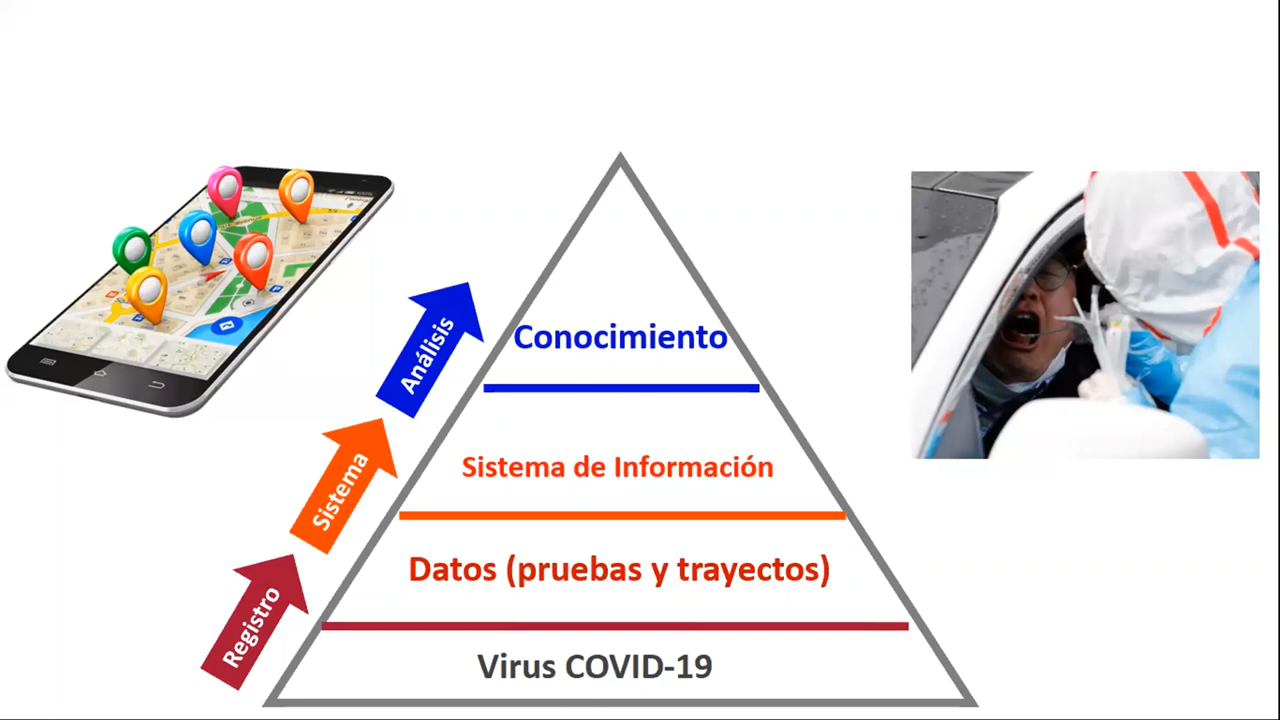 Análisis
Conocimiento
Sistema
Sistema de Información
Registro
Datos (pruebas y trayectos)
Virus COVID-19